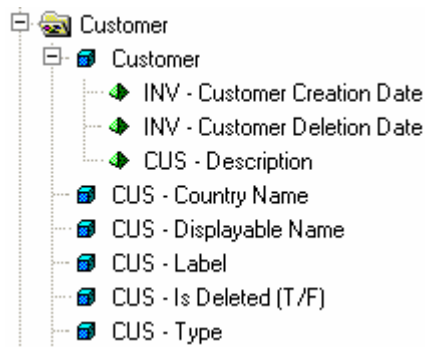 Customer
Customer
INV - Customer Creation Date
INV - Customer Deletion Date
CUS - Description
CUS - Country Name
CUS - Displayable Name
CUS - Label
CUS - Is Deleted (T/F)
CUS - Type